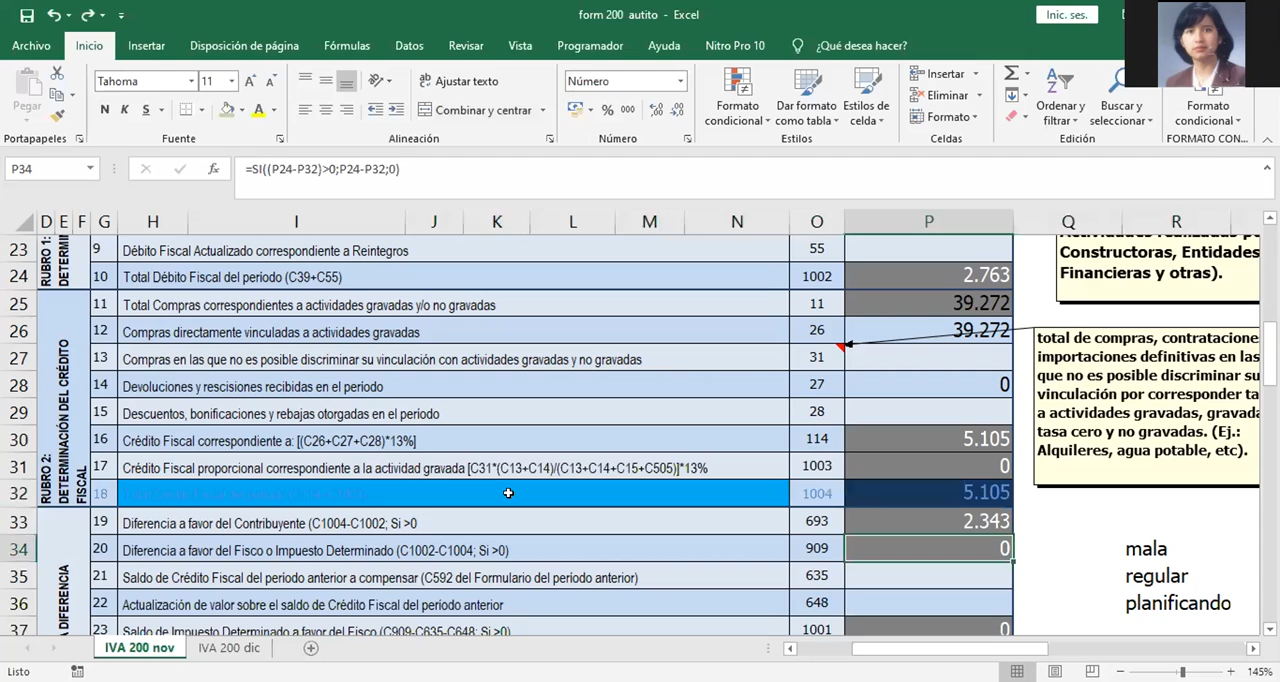 form 200 autito - Excel
Inic. ses.
Archivo
Inicio
Insertar
Disposición de página
Fórmulas
Datos
Revisar
Vista
Programador
Ayuda
Nitro Pro 10
¿Qué desea hacer?
Pegar
Tahoma
11
N K S
Ajustar texto
Combinar y centrar
Número
% 000
Formato condicional
Dar formato como tabla
Estilos de celda
Insertar
Eliminar
Formato
Ordenar y filtrar
Buscar y seleccionar
Formato condicional
Portapapeles
Fuente
Alineación
Número
Estilos
Celdas
Edición
FORMATO CON...
P34
fx
=SI((P24-P32)>0;P24-P32;0)
D E F G H I J K L M N O P Q R
23 9 Débito Fiscal Actualizado correspondiente a Reintegros 55
24 10 Total Débito Fiscal del periodo (C39+C55) 1002 2.763
25 11 Total Compras correspondientes a actividades gravadas y/o no gravadas 11 39.272
26 12 Compras directamente vinculadas a actividades gravadas 26 39.272
27 13 Compras en las que no es posible discriminar su vinculación con actividades gravadas y no gravadas 31
28 14 Devoluciones y rescisiones recibidas en el período 27 0
29 15 Descuentos, bonificaciones y rebajas otorgadas en el período 28
30 16 Crédito Fiscal correspondiente a: [(C26+C27+C28)*13%] 114 5.105
31 17 Crédito Fiscal proporcional correspondiente a la actividad gravada [C31*(C13+C14)/(C13+C14+C15+C505)]*13% 1003 0
32 18 1004 5.105
33 19 Diferencia a favor del Contribuyente (C1004-C1002; Si >0 693 2.343
34 20 Diferencia a favor del Fisco o Impuesto Determinado (C1002-C1004; Si >0) 909 0
35 21 Saldo de Crédito Fiscal del período anterior a compensar (C592 del Formulario del período anterior) 635
36 22 Actualización de valor sobre el saldo de Crédito Fiscal del período anterior 648
37 23 Saldo de Impuesto Determinado a favor del Fisco (C909-C635-C648; Si >0) 1001 0
RUBRO 1:
DETERMIN
RUBRO 2:
DETERMINACIÓN DEL CRÉDITO
FISCAL
A DIFERENCIA
Constructoras, Entidades
Financieras y otras).
total de compras, contratacione
importaciones definitivas en las
que no es posible discriminar su
vinculación por corresponder ta
a actividades gravadas, gravada
tasa cero y no gravadas. (Ej.:
Alquileres, agua potable, etc).
mala
regular
planificando
IVA 200 nov
IVA 200 dic
Listo
145%